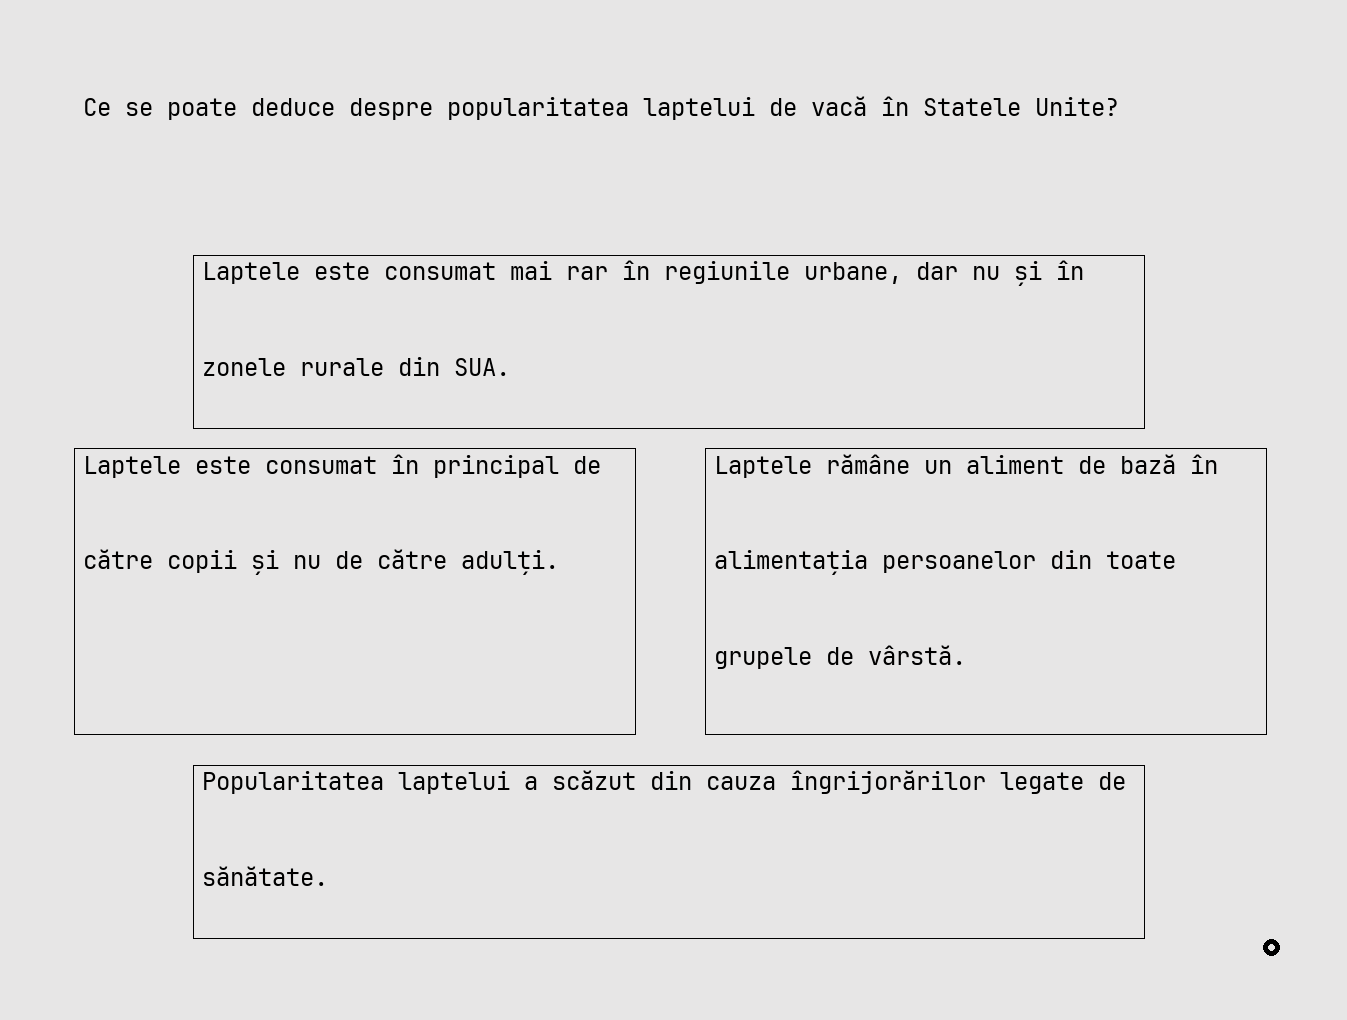 Ce se poate deduce despre popularitatea laptelui de vacă în Statele Unite?
Laptele este consumat mai rar în regiunile urbane, dar nu și în
zonele rurale din SUA.
Laptele este consumat în principal de
către copii și nu de către adulți.
Laptele rămâne un aliment de bază în
alimentația persoanelor din toate
grupele de vârstă.
Popularitatea laptelui a scăzut din cauza îngrijorărilor legate de
sănătate.